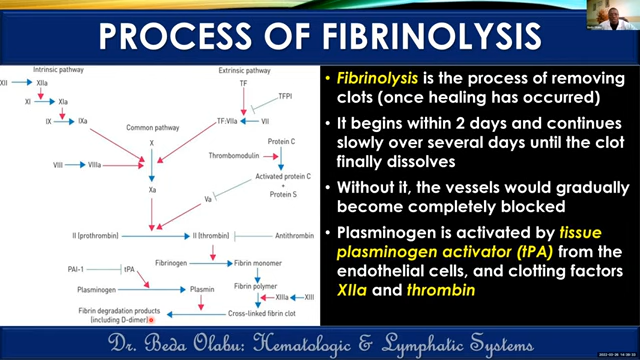 PROCESS OF FIBRINOLYSIS
Intrinsic pathway
Extrinsic pathway
XII
XIIa
TF
XI
XIa
TFPI
IX
IXa
TF:VIIa
VII
Common pathway
X
Protein C
Thrombomodulin
VIII
VIIIa
Activated protein C
+
Protein S
Xa
Va
II (prothrombin)
II (thrombin)
Antithrombin
Fibrinogen
Fibrin monomer
PAI-1
tPA
Fibrin polymer
Plasminogen
Plasmin
XIIIa
XIII
Fibrin degradation products
(including D-dimer)
Cross-linked fibrin clot
• Fibrinolysis is the process of removing
clots (once healing has occurred)
• It begins within 2 days and continues
slowly over several days until the clot
finally dissolves
• Without it, the vessels would gradually
become completely blocked
• Plasminogen is activated by tissue
plasminogen activator (tPA) from the
endothelial cells, and clotting factors
XIIa and thrombin
Dr. Beda Olabu: Hematologic & Lymphatic Systems